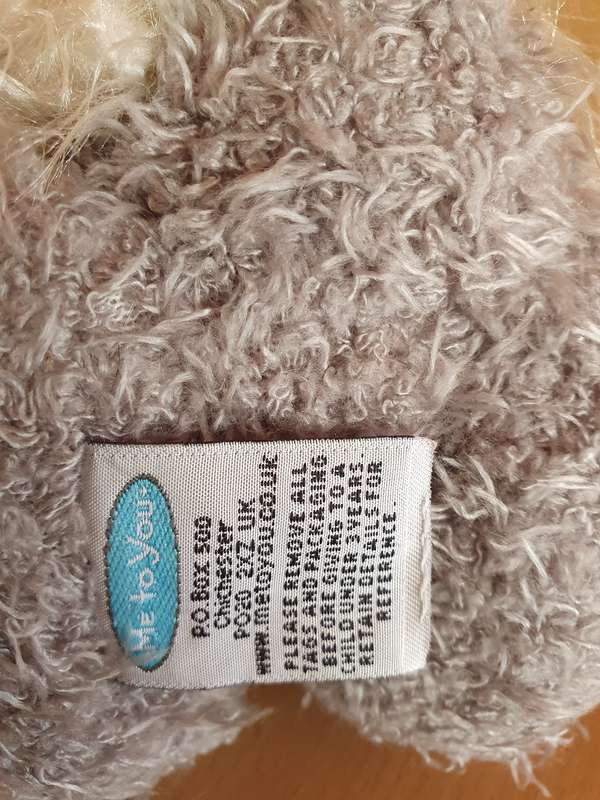 Me to You
P.O. BOX 500
Chichester
PO20 2XZ UK
www.metoyou.co.uk
PLEASE REMOVE ALL
TAGS AND PACKAGING
BEFORE GIVING TO A
CHILD UNDER 3 YEARS.
RETAIN DETAILS FOR
REFERENCE.